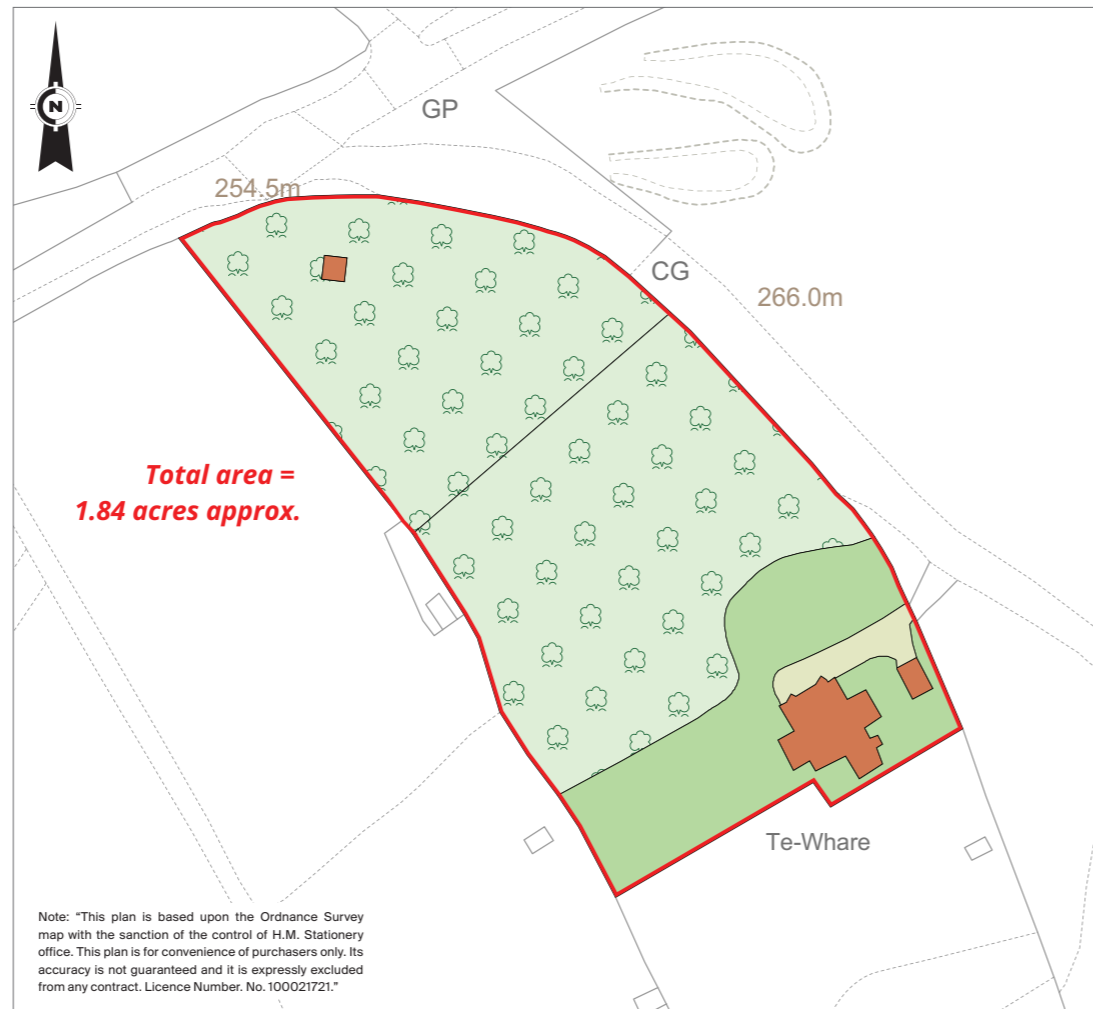 N
GP
254.5m
CG
266.0m
Total area =
1.84 acres approx.
Te-Whare
Note: “This plan is based upon the Ordnance Survey
map with the sanction of the control of H.M. Stationery
office. This plan is for convenience of purchasers only. Its
accuracy is not guaranteed and it is expressly excluded
from any contract. Licence Number. No. 100021721.”